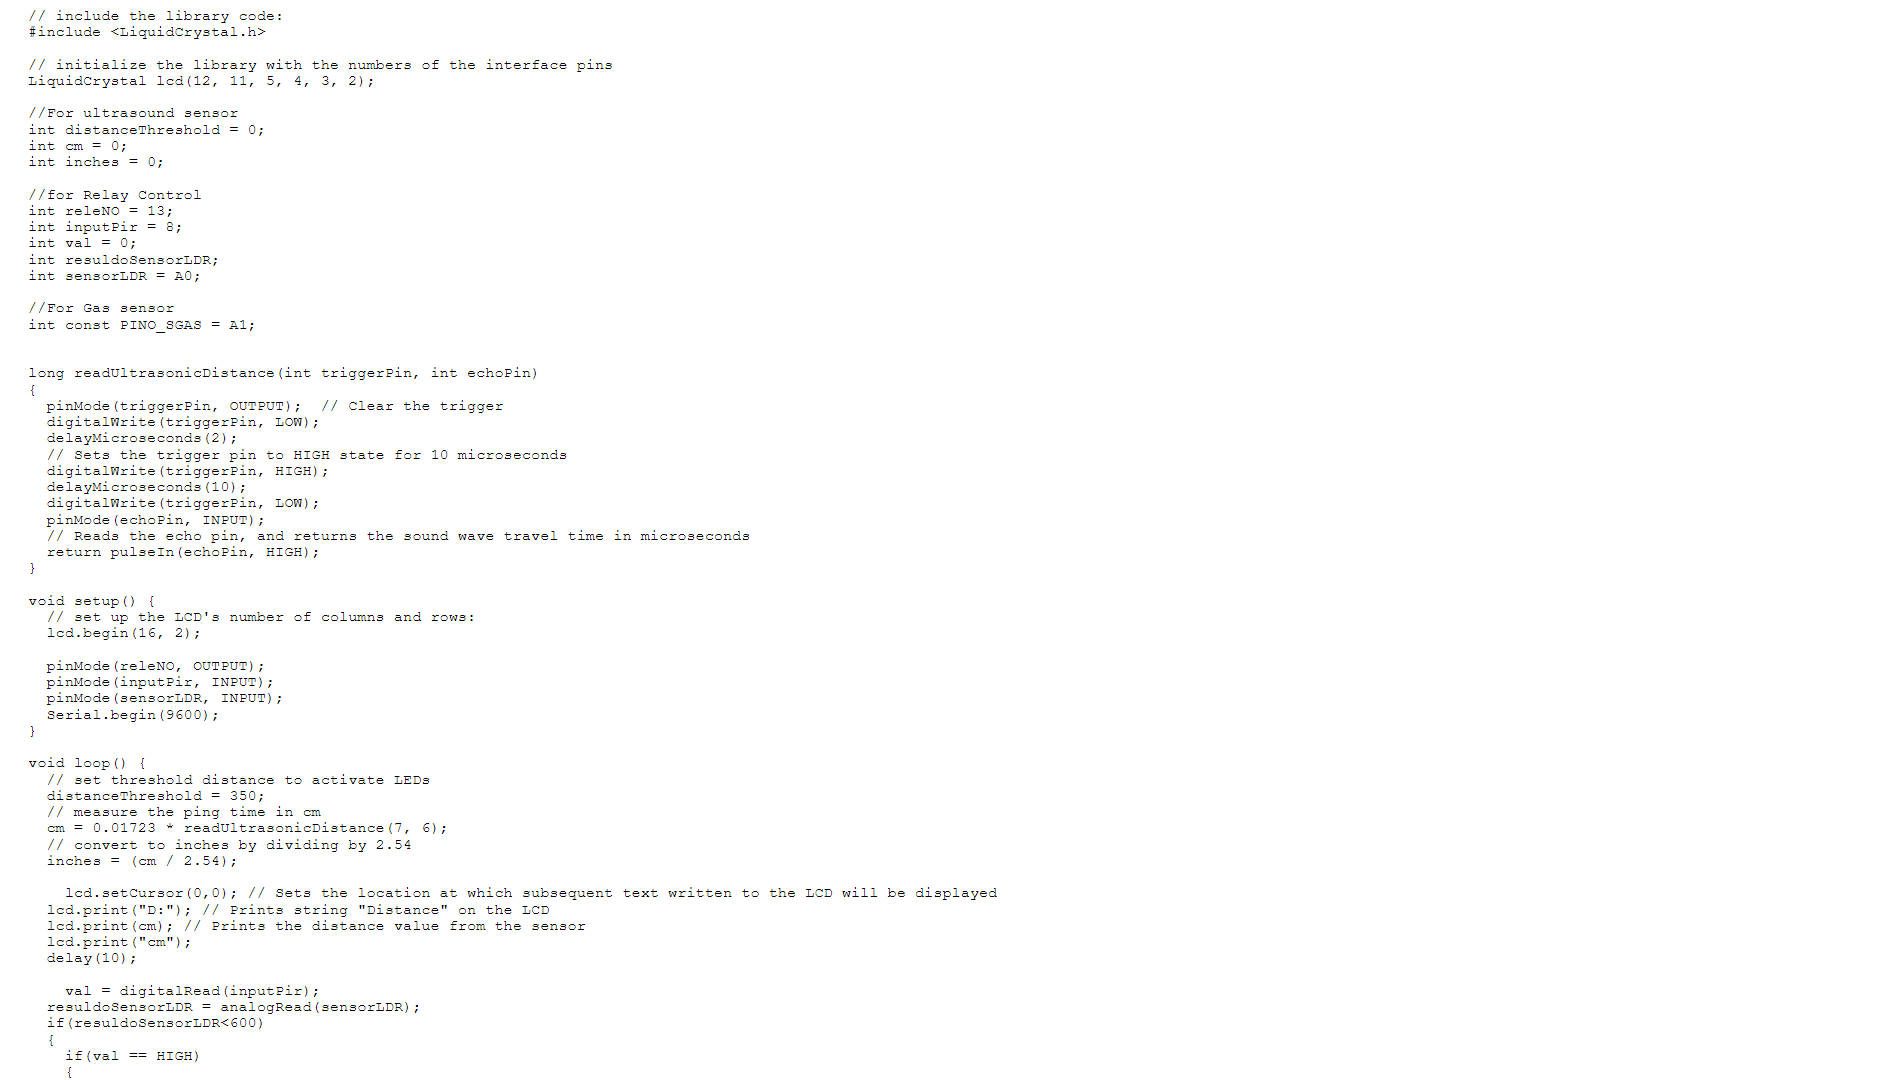 // include the library code:
#include <LiquidCrystal.h>

// initialize the library with the numbers of the interface pins
LiquidCrystal lcd(12, 11, 5, 4, 3, 2);

//For ultrasound sensor
int distanceThreshold = 0;
int cm = 0;
int inches = 0;

//for Relay Control
int releNO = 13;
int inputPir = 8;
int val = 0;
int resuldoSensorLDR;
int sensorLDR = A0;

//For Gas sensor
int const PINO_SGAS = A1;


long readUltrasonicDistance(int triggerPin, int echoPin)
{
  pinMode(triggerPin, OUTPUT);  // Clear the trigger
  digitalWrite(triggerPin, LOW);
  delayMicroseconds(2);
  // Sets the trigger pin to HIGH state for 10 microseconds
  digitalWrite(triggerPin, HIGH);
  delayMicroseconds(10);
  digitalWrite(triggerPin, LOW);
  pinMode(echoPin, INPUT);
  // Reads the echo pin, and returns the sound wave travel time in microseconds
  return pulseIn(echoPin, HIGH);
}

void setup() {
  // set up the LCD's number of columns and rows:
  lcd.begin(16, 2);

  pinMode(releNO, OUTPUT);
  pinMode(inputPir, INPUT);
  pinMode(sensorLDR, INPUT);
  Serial.begin(9600);
}

void loop() {
  // set threshold distance to activate LEDs
  distanceThreshold = 350;
  // measure the ping time in cm
  cm = 0.01723 * readUltrasonicDistance(7, 6);
  // convert to inches by dividing by 2.54
  inches = (cm / 2.54);

    lcd.setCursor(0,0); // Sets the location at which subsequent text written to the LCD will be displayed
  lcd.print("D:"); // Prints string "Distance" on the LCD
  lcd.print(cm); // Prints the distance value from the sensor
  lcd.print("cm");
  delay(10);

    val = digitalRead(inputPir);
  resuldoSensorLDR = analogRead(sensorLDR);
  if(resuldoSensorLDR<600)
  {
    if(val == HIGH)
    {